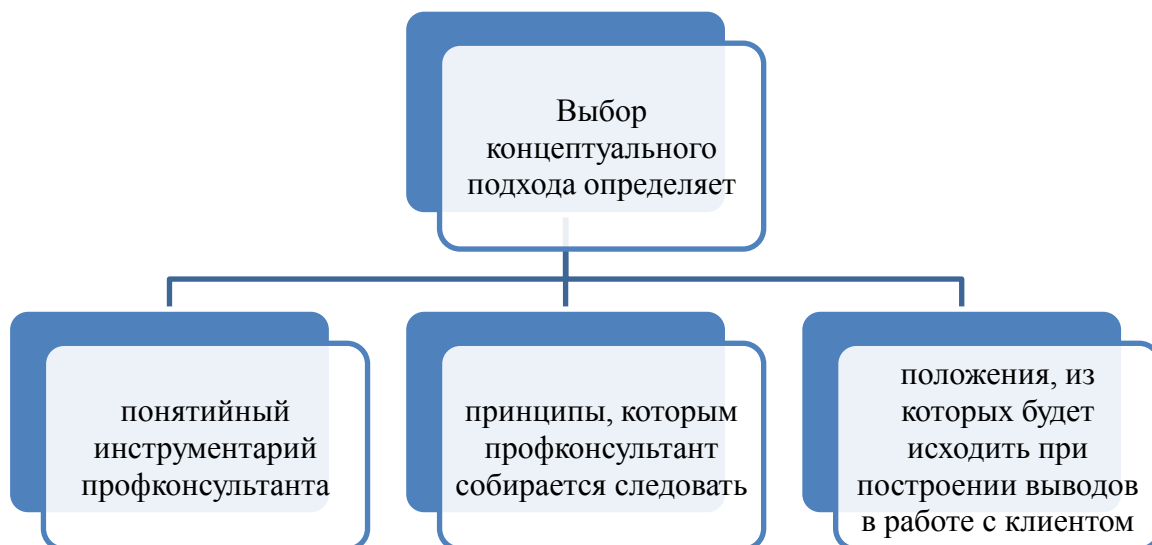 Выбор
концептуального
подхода определяет
понятийный
инструментарий
профконсультанта
принципы, которым
профконсультант
собирается следовать
положения, из
которых будет
исходить при
построении выводов
в работе с клиентом